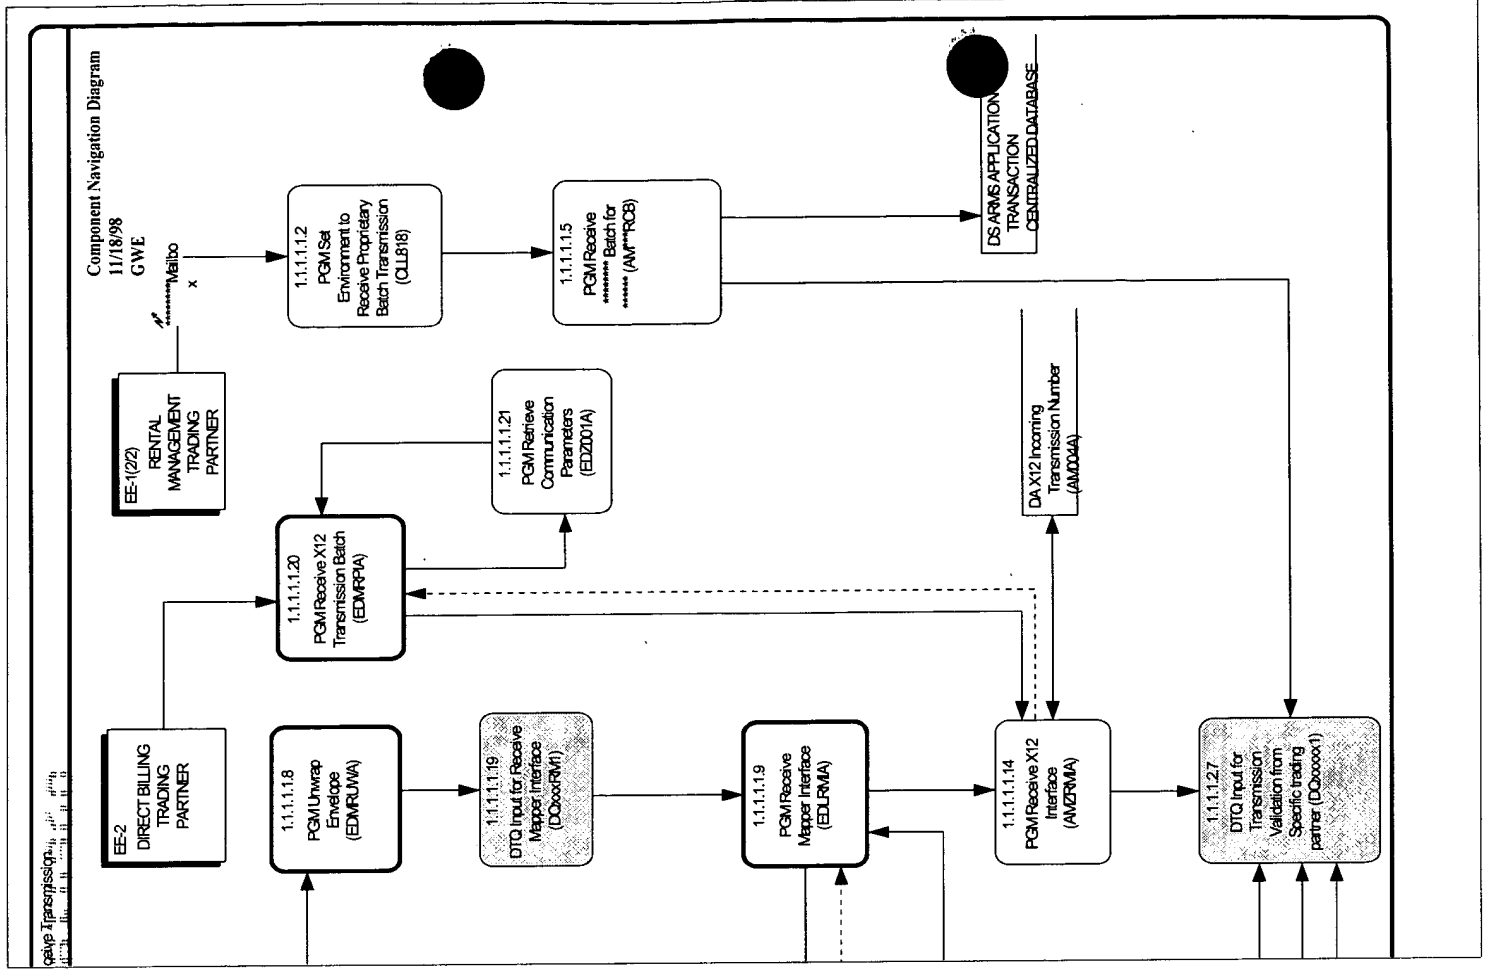 Component Navigation Diagram
11/18/98
GWE
********Mailbo
x
EE-1(2/2)
RENTAL
MANAGEMENT
TRADING
PARTNER
1.1.1.1.1.2
PGM Set
Environment to
Receive Proprietary
Batch Transmission
(CLL818)
1.1.1.1.1.5
PGM Receive
******** Batch for
****** (AM***RCB)
DS ARMS APPLICATION
TRANSACTION
CENTRALIZED DATABASE
1.1.1.1.1.21
PGM Retrieve
Communication
Parameters
(EDZ001A)
1.1.1.1.1.20
PGM Receive X12
Transmission Batch
(EDMRPIA)
DA X12 Incoming
Transmission Number
(AM004A)
EE-2
DIRECT BILLING
TRADING
PARTNER
1.1.1.1.1.8
PGM Unwrap
Envelope
(EDMRUWA)
1.1.1.1.1.19
DTQ Input for Receive
Mapper Interface
(DQxxxRM1)
1.1.1.1.1.9
PGM Receive
Mapper Interface
(EDLRMIA)
1.1.1.1.1.14
PGM Receive X12
Interface
(AMZRMIA)
1.1.1.1.27
DTQ Input for
Transmission
Validation from
Specific trading
partner (DQxxxxx1)
ceive Transmission